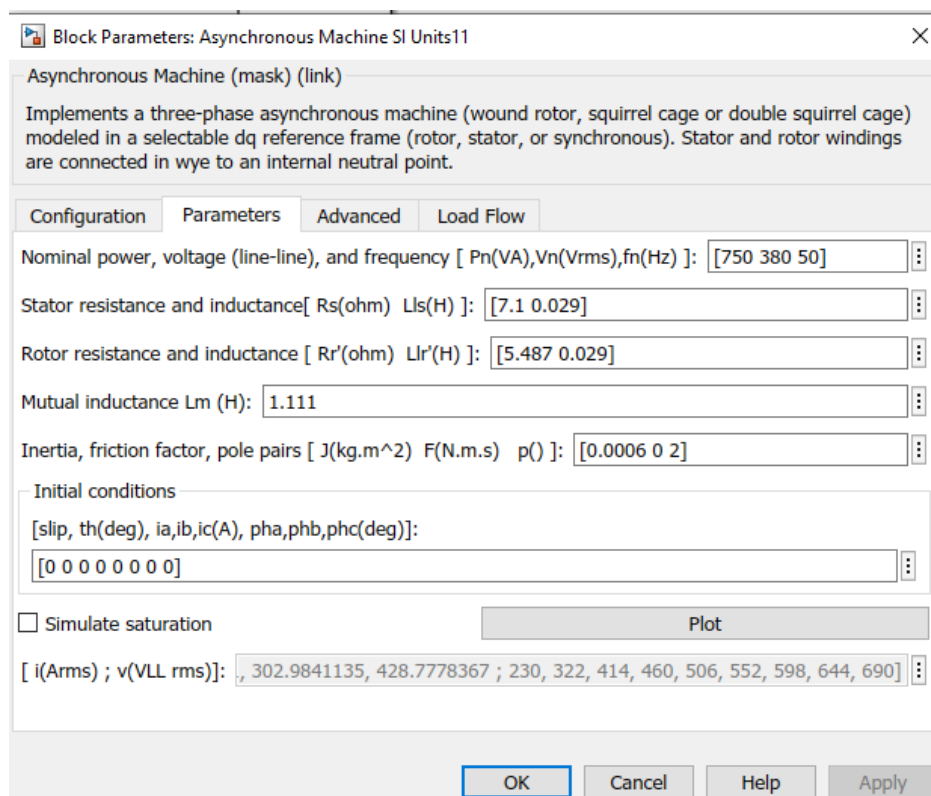 Block Parameters: Asynchronous Machine SI Units11
Asynchronous Machine (mask) (link)
Implements a three-phase asynchronous machine (wound rotor, squirrel cage or double squirrel cage)
modeled in a selectable dq reference frame (rotor, stator, or synchronous). Stator and rotor windings
are connected in wye to an internal neutral point.
Configuration Parameters Advanced Load Flow
Nominal power, voltage (line-line), and frequency [ Pn(VA),Vn(Vrms),fn(Hz) ]: [750 380 50]
Stator resistance and inductance[ Rs(ohm) Lls(H) ]: [7.1 0.029]
Rotor resistance and inductance [ Rr'(ohm) Llr'(H) ]: [5.487 0.029]
Mutual inductance Lm (H): 1.111
Inertia, friction factor, pole pairs [ J(kg.m^2) F(N.m.s) p() ]: [0.0006 0 2]
Initial conditions
[slip, th(deg), ia,ib,ic(A), pha,phb,phc(deg)]:
[0 0 0 0 0 0 0 0]
Simulate saturation Plot
[ i(Arms) ; v(VLL rms)]: , 302.9841135, 428.7778367 ; 230, 322, 414, 460, 506, 552, 598, 644, 690]
OK Cancel Help Apply